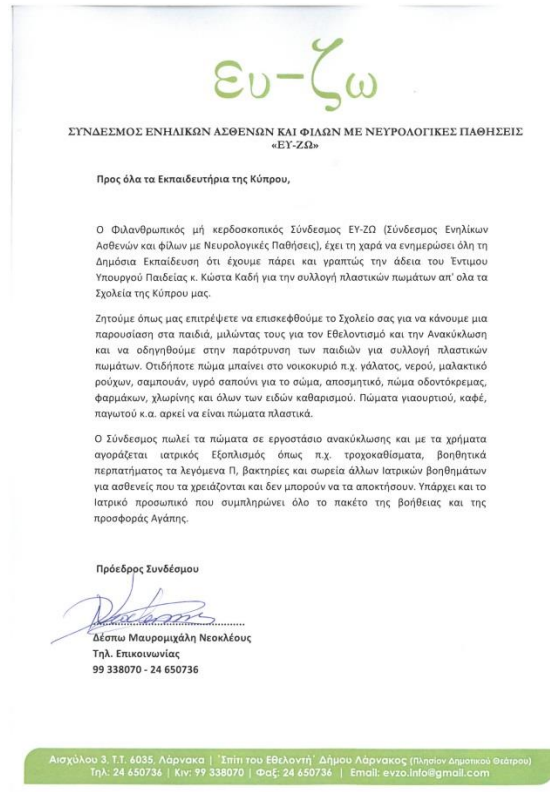 ευ-ζω
ΣΥΝΔΕΣΜΟΣ ΕΝΗΛΙΚΩΝ ΑΣΘΕΝΩΝ ΚΑΙ ΦΙΛΩΝ ΜΕ ΝΕΥΡΟΛΟΓΙΚΕΣ ΠΑΘΗΣΕΙΣ
«ΕΥ-ΖΩ»
Προς όλα τα Εκπαιδευτήρια της Κύπρου,
Ο Φιλανθρωπικός μή κερδοσκοπικός Σύνδεσμος ΕΥ-ΖΩ (Σύνδεσμος Ενηλίκων
Ασθενών και φίλων με Νευρολογικές Παθήσεις), έχει τη χαρά να ενημερώσει όλη τη
Δημόσια Εκπαίδευση ότι έχουμε πάρει και γραπτώς την άδεια του Έντιμου
Υπουργού Παιδείας κ. Κώστα Καδή για την συλλογή πλαστικών πωμάτων απ' ολα τα
Σχολεία της Κύπρου μας.
Ζητούμε όπως μας επιτρέψετε να επισκεφθούμε το Σχολείο σας για να κάνουμε μια
παρουσίαση στα παιδιά, μιλώντας τους για τον Εθελοντισμό και την Ανακύκλωση
και να οδηγηθούμε στην παρότρυνση των παιδιών για συλλογή πλαστικών
πωμάτων. Οτιδήποτε πώμα μπαίνει στο νοικοκυριό π.χ. γάλατος, νερού, μαλακτικό
ρούχων, σαμπουάν, υγρό σαπούνι για το σώμα, αποσμητικό, πώμα οδοντόκρεμας,
φαρμάκων, χλωρίνης και όλων των ειδών καθαρισμού. Πώματα γιαουρτιού, καφέ,
παγωτού κ.α. αρκεί να είναι πώματα πλαστικά.
Ο Σύνδεσμος πωλεί τα πώματα σε εργοστάσιο ανακύκλωσης και με τα χρήματα
αγοράζεται ιατρικός Εξοπλισμός όπως π.χ. τροχοκαθίσματα, βοηθητικά
περπατήματος τα λεγόμενα Π, βακτηρίες και σωρεία άλλων Ιατρικών βοηθημάτων
για ασθενείς που τα χρειάζονται και δεν μπορούν να τα αποκτήσουν. Υπάρχει και το
Ιατρικό προσωπικό που συμπληρώνει όλο το πακέτο της βοήθειας και της
προσφοράς Αγάπης.
Πρόεδρος Συνδέσμου
Δέσπω Μαυρομιχάλη Νεοκλέους
Τηλ. Επικοινωνίας
99 338070 - 24 650736
Αισχύλου 3, Τ.Τ. 6035, Λάρνακα | ΄Σπίτι του Εθελοντή΄ Δήμου Λάρνακος (Πλησίον Δημοτικού Θεάτρου)
Τηλ: 24 650736 | Κιν: 99 338070 | Φαξ: 24 650736 | Email: evzo.info@gmail.com